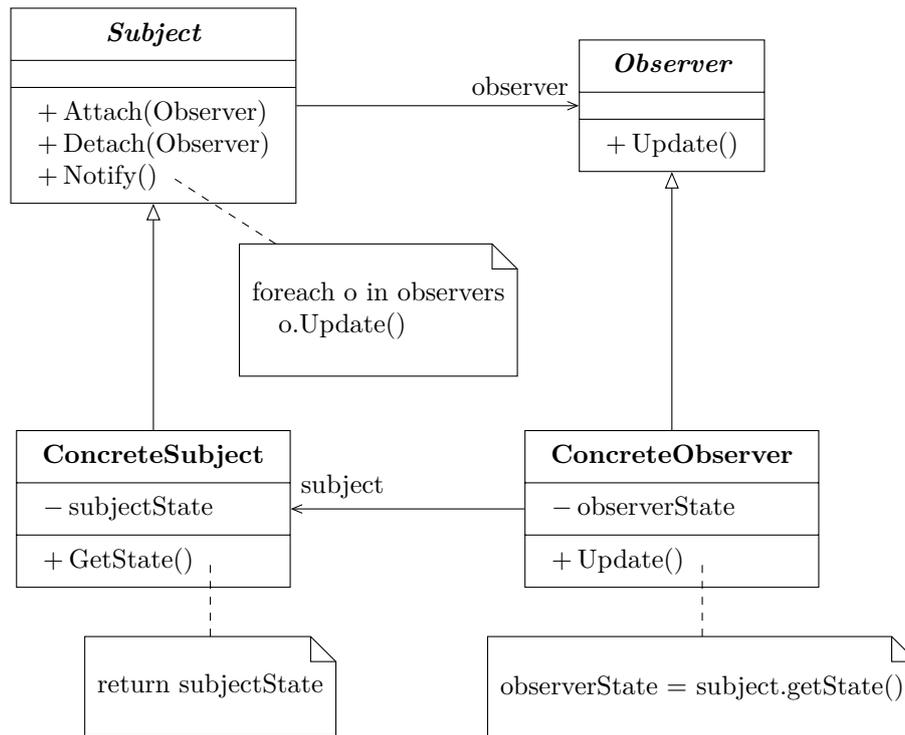 Subject
+ Attach(Observer)
+ Detach(Observer)
+ Notify()
observer
Observer
+ Update()
foreach o in observers
o.Update()
ConcreteSubject
− subjectState
+ GetState()
subject
ConcreteObserver
− observerState
+ Update()
return subjectState
observerState = subject.getState()